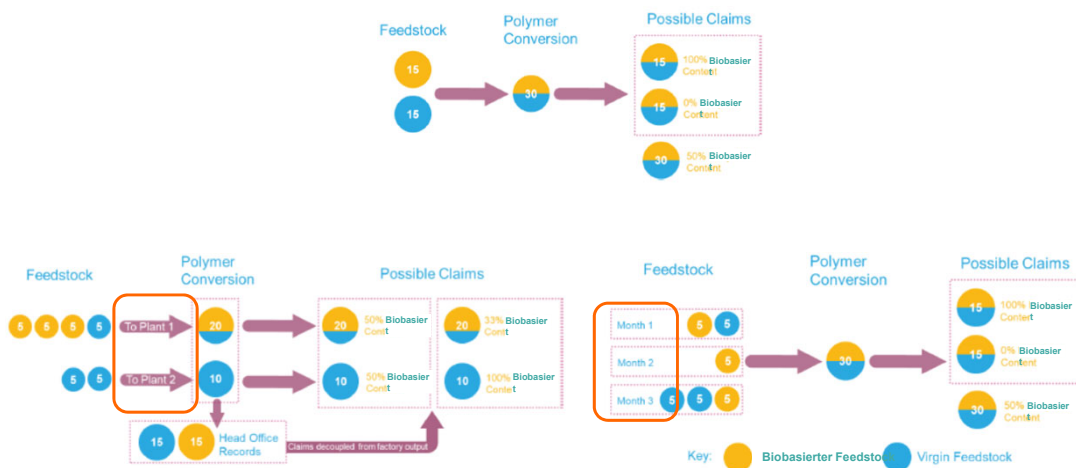 Feedstock
Polymer
Conversion
Possible Claims
15
15
30
15
100% Biobasier
Content
15
0% Biobasier
Content
30
50% Biobasier
Content
Feedstock
Polymer
Conversion
Possible Claims
5 5 5 5
To Plant 1
20
20
50% Biobasier
20
33% Biobasier
5 5
To Plant 2
10
10
50% Biobasier
10
100% Biobasier
15
15
Head Office
Records
Claims decoupled from factory output
Feedstock
Polymer
Conversion
Possible Claims
Month 1
5 5
Month 2
5
Month 3
5 5 5
30
15
100% Biobasier
Content
15
0% Biobasier
Content
30
50% Biobasier
Content
Key:
Biobasierter Feedstock
Virgin Feedstock